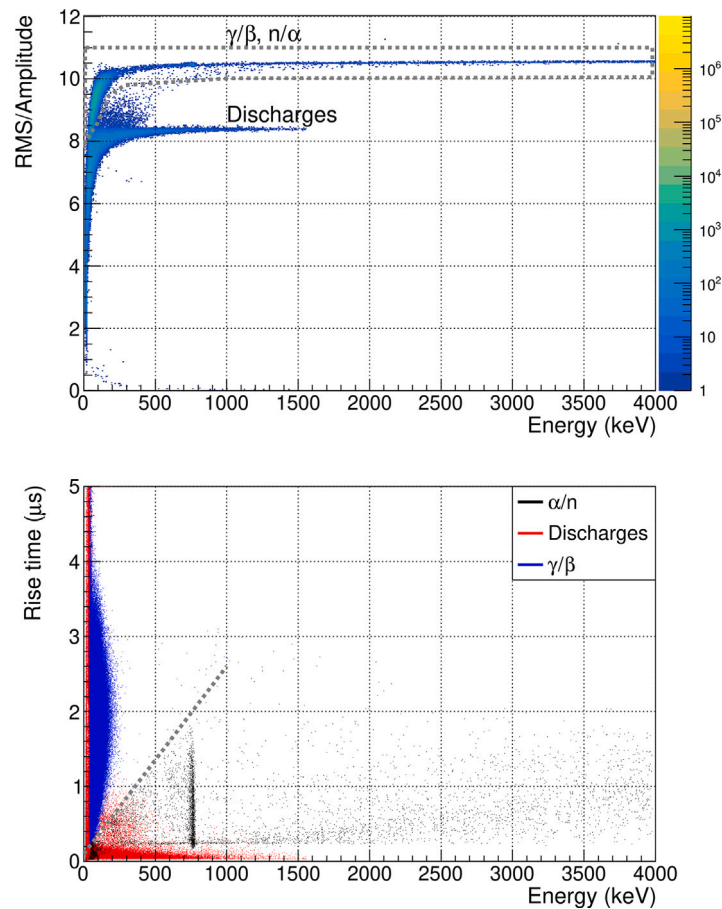 12
10
8
6
4
2
0
RMS/Amplitude
γ/β, n/α
Discharges
0 500 1000 1500 2000 2500 3000 3500 4000
Energy (keV)
10⁶
10⁵
10⁴
10³
10²
10
1
5
4
3
2
1
0
Rise time (μs)
α/n
Discharges
γ/β
0 500 1000 1500 2000 2500 3000 3500 4000
Energy (keV)